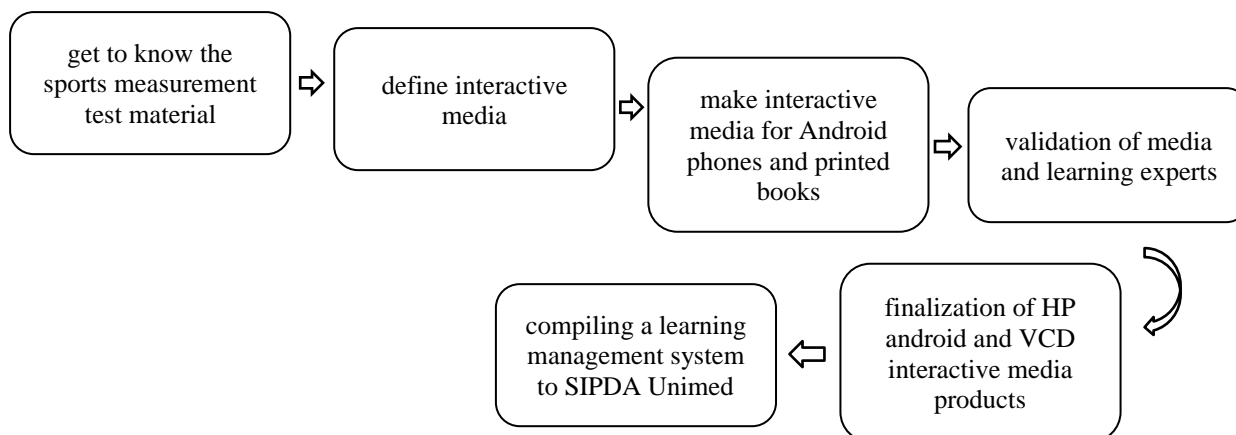 get to know the
sports measurement
test material
define interactive
media
make interactive
media for Android
phones and printed
books
validation of media
and learning experts
finalization of HP
android and VCD
interactive media
products
compiling a learning
management system
to SIPDA Unimed